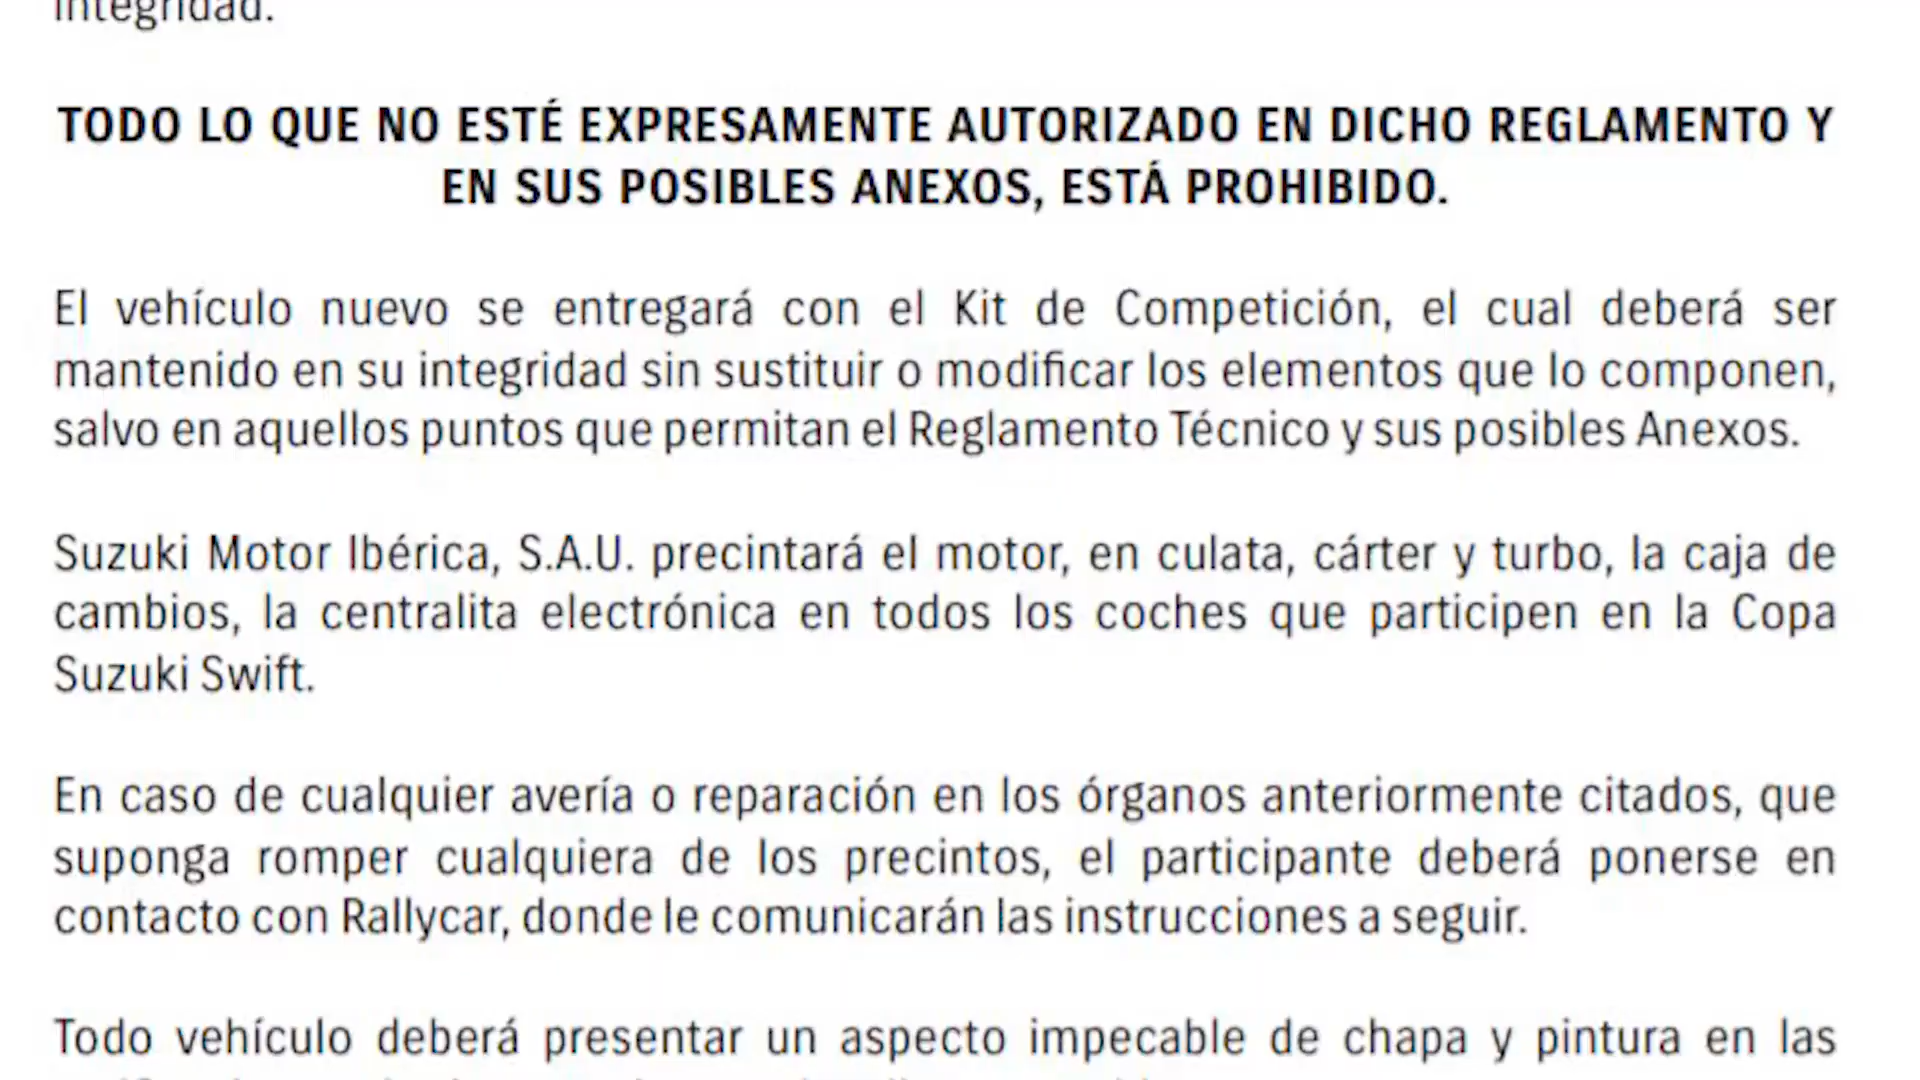 integridad.
TODO LO QUE NO ESTÉ EXPRESAMENTE AUTORIZADO EN DICHO REGLAMENTO Y
EN SUS POSIBLES ANEXOS, ESTÁ PROHIBIDO.
El vehículo nuevo se entregará con el Kit de Competición, el cual deberá ser
mantenido en su integridad sin sustituir o modificar los elementos que lo componen,
salvo en aquellos puntos que permitan el Reglamento Técnico y sus posibles Anexos.
Suzuki Motor Ibérica, S.A.U. precintará el motor, en culata, cárter y turbo, la caja de
cambios, la centralita electrónica en todos los coches que participen en la Copa
Suzuki Swift.
En caso de cualquier avería o reparación en los órganos anteriormente citados, que
suponga romper cualquiera de los precintos, el participante deberá ponerse en
contacto con Rallycar, donde le comunicarán las instrucciones a seguir.
Todo vehículo deberá presentar un aspecto impecable de chapa y pintura en las